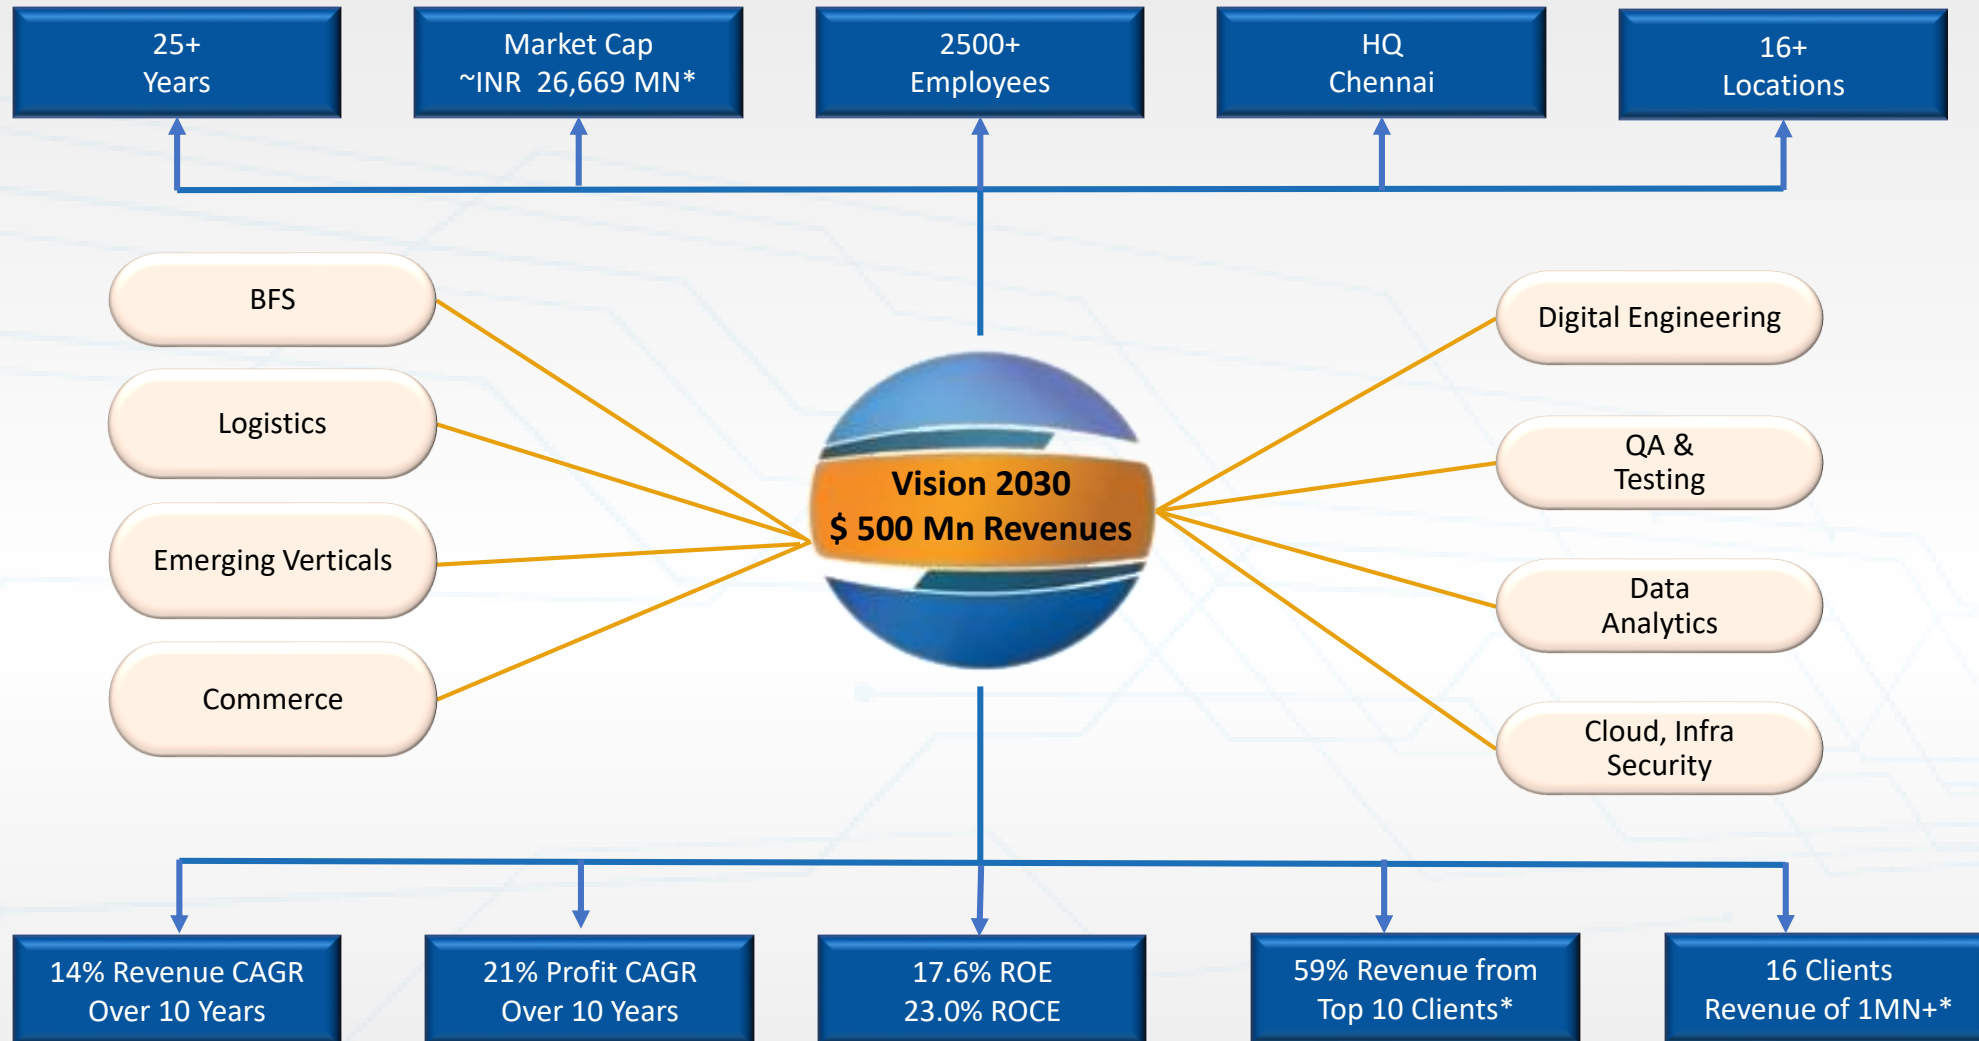 25+
Years
Market Cap
~INR  26,669 MN*
2500+
Employees
HQ
Chennai
16+
Locations
BFS
Logistics
Emerging Verticals
Commerce
Vision 2030
$ 500 Mn Revenues
Digital Engineering
QA &
Testing
Data
Analytics
Cloud, Infra
Security
14% Revenue CAGR
Over 10 Years
21% Profit CAGR
Over 10 Years
17.6% ROE
23.0% ROCE
59% Revenue from
Top 10 Clients*
16 Clients
Revenue of 1MN+*